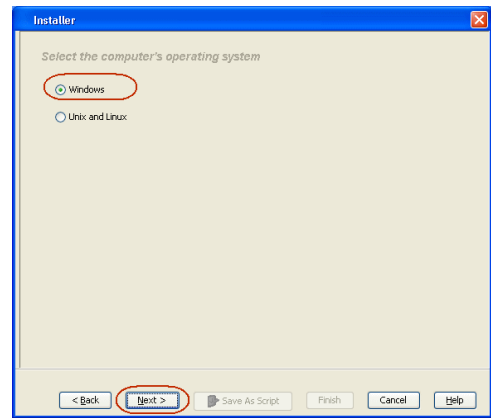 Installer
Select the computer's operating system
Windows
Unix and Linux
< Back Next > Save As Script Finish Cancel Help